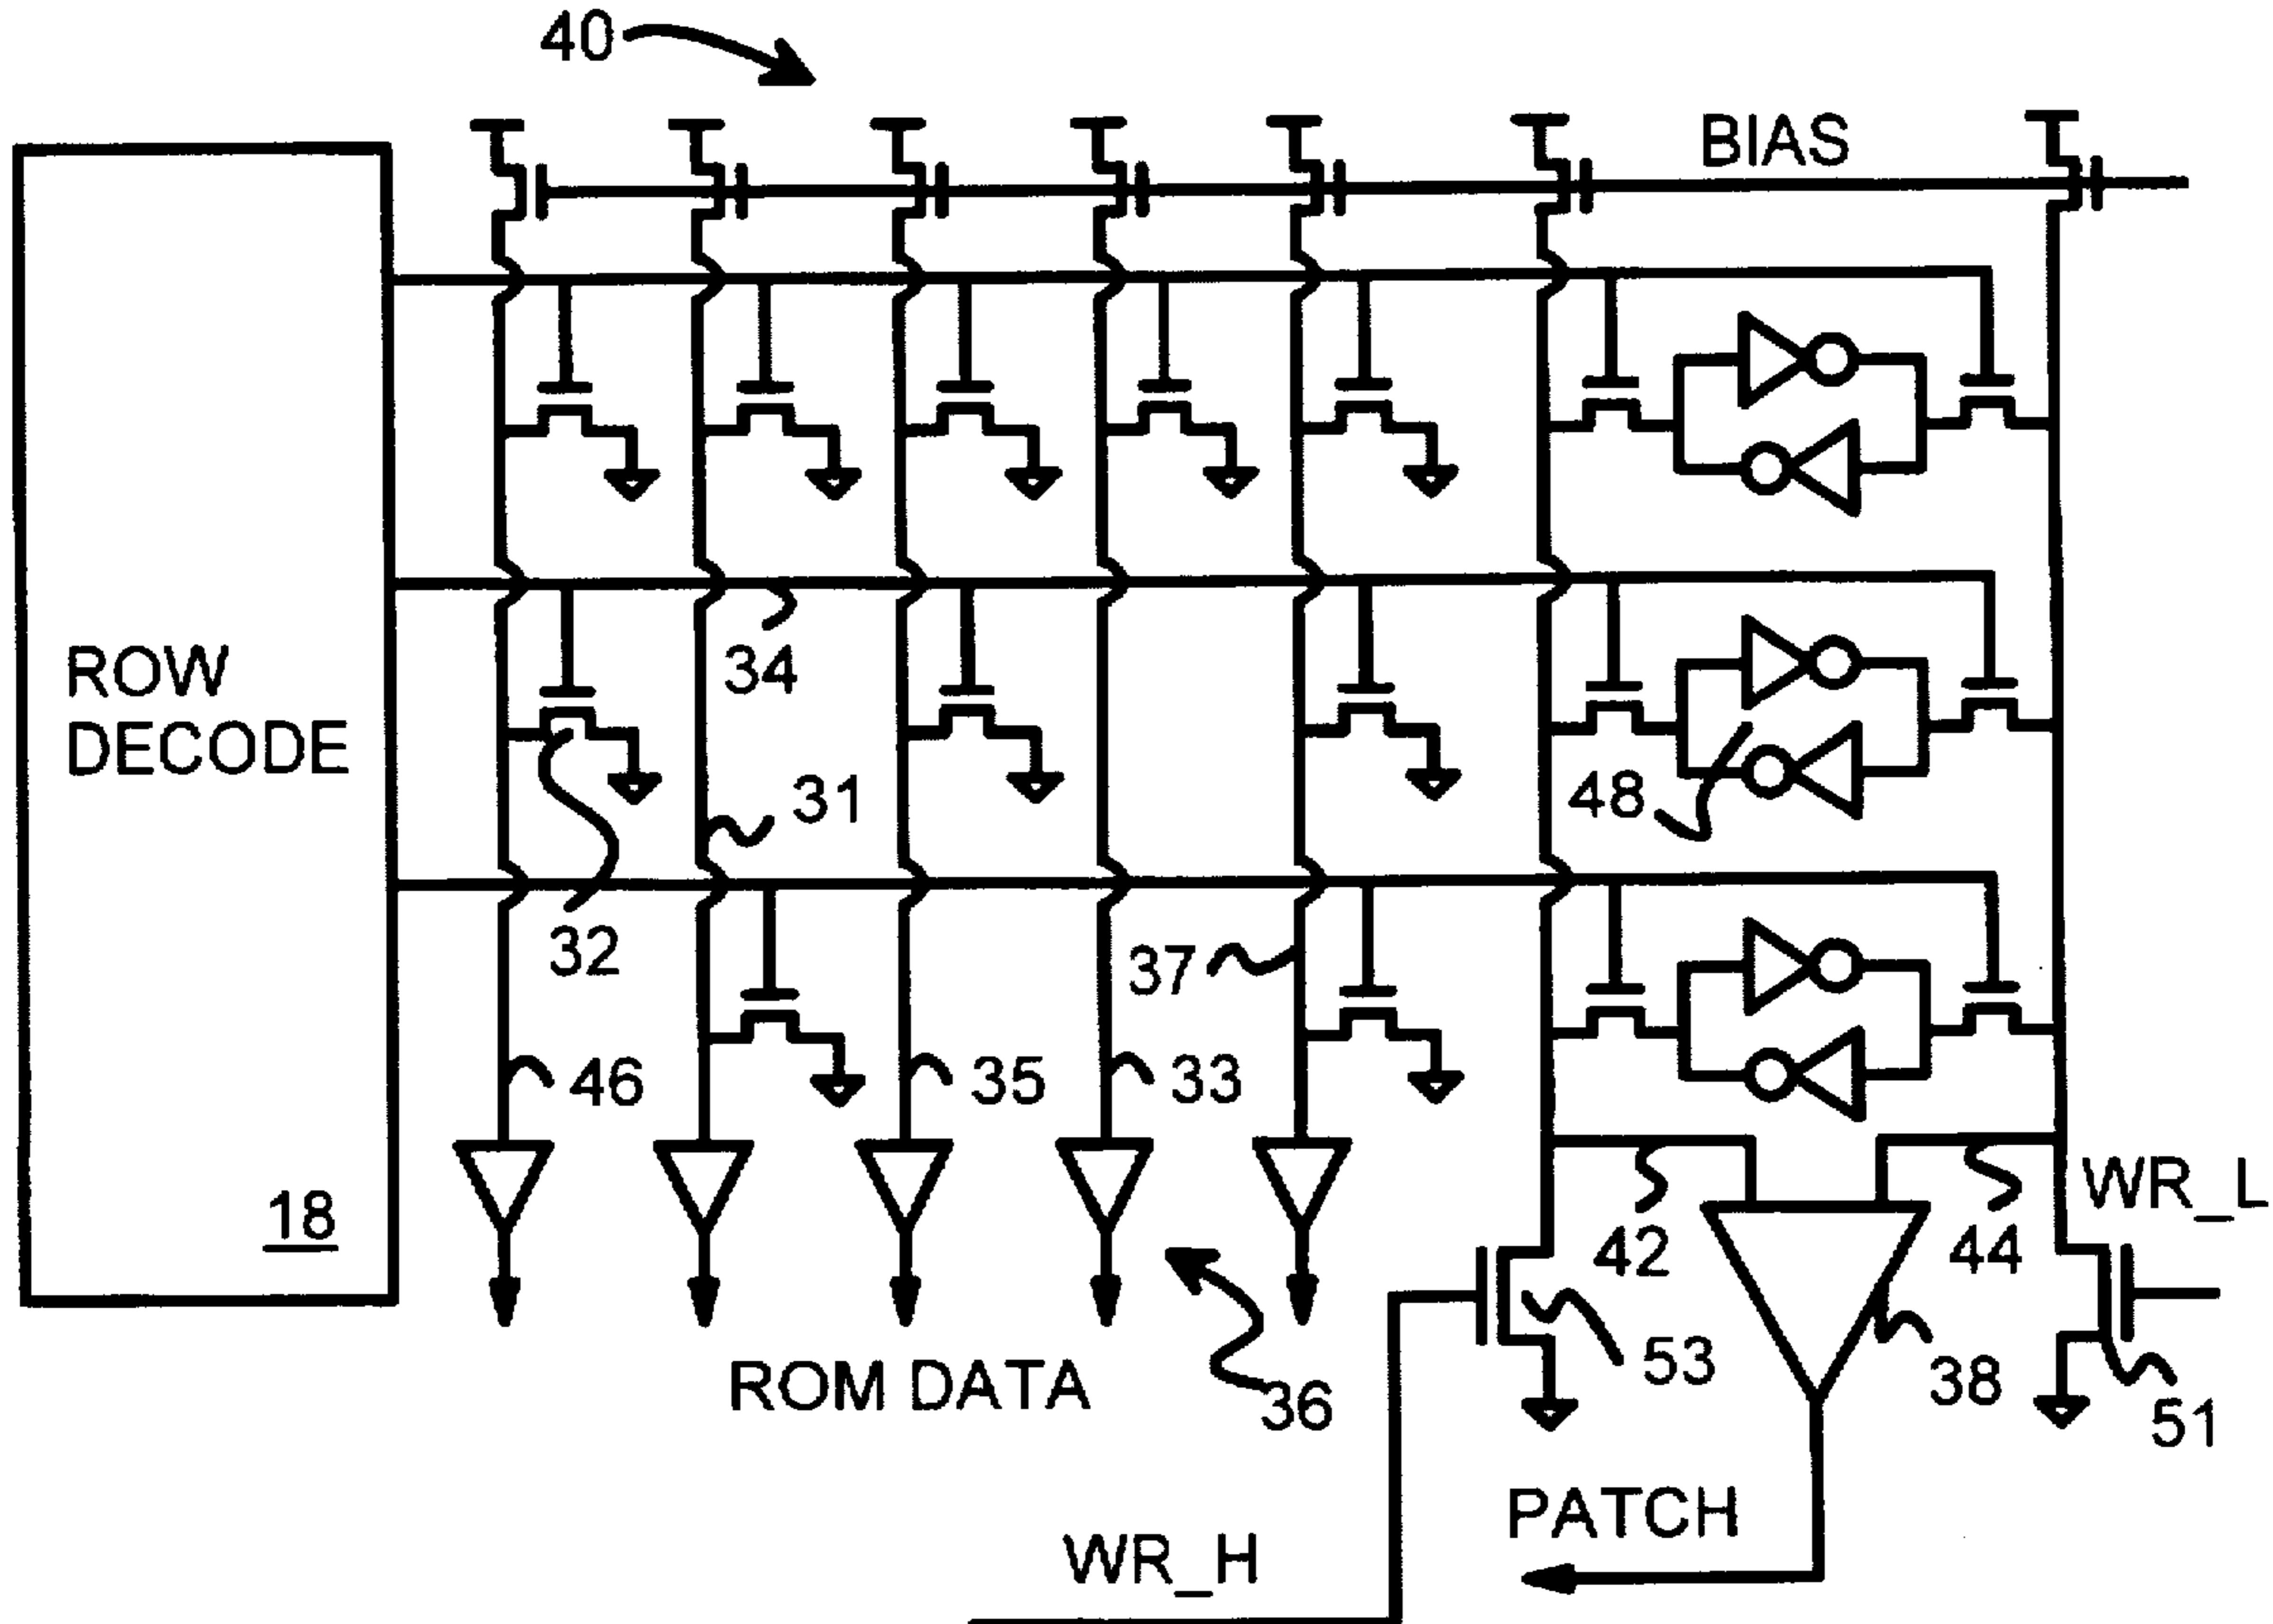 40
BIAS
ROW
DECODE
34
31
48
32
37
46
35
33
18
42
44
WR_L
53
38
51
ROM DATA
36
PATCH
WR_H